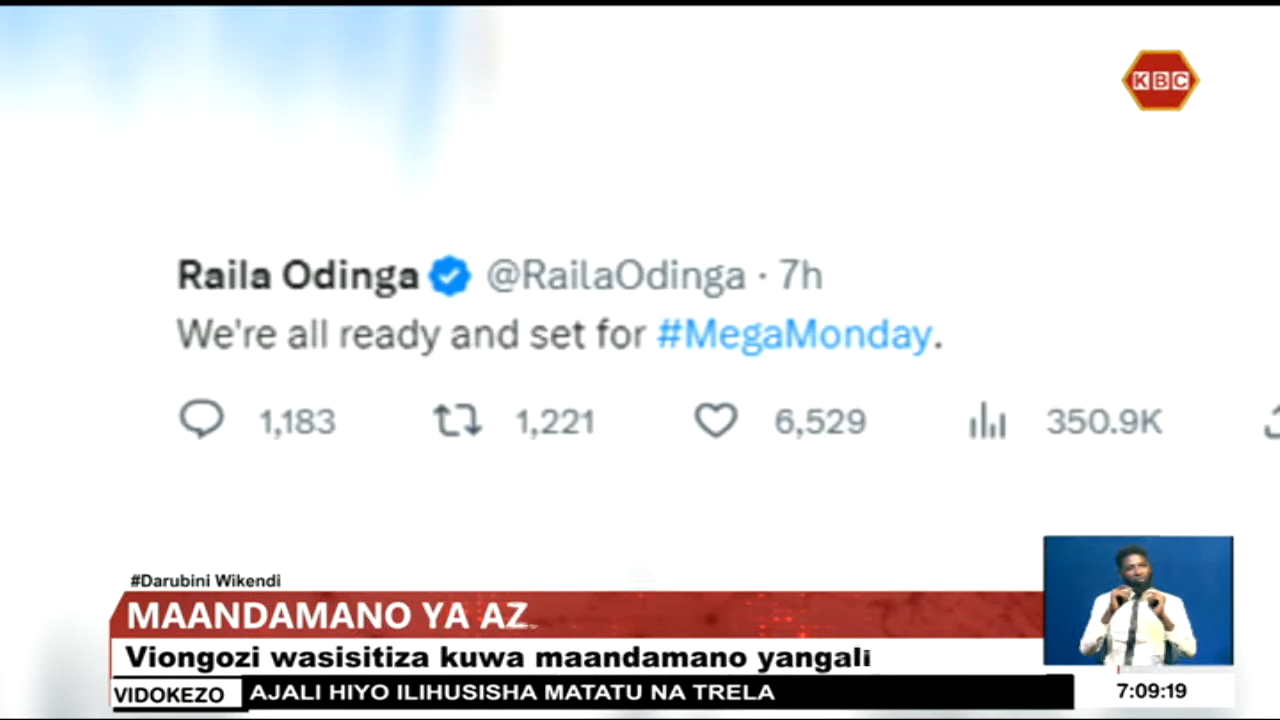 KBC
Raila Odinga @RailaOdinga · 7h
We're all ready and set for #MegaMonday.
1,183 1,221 6,529 350.9K
#Darubini Wikendi
MAANDAMANO YA AZ
Viongozi wasisitiza kuwa maandamano yangali
VIDOKEZO AJALI HIYO ILIHUSISHA MATATU NA TRELA
7:09:19